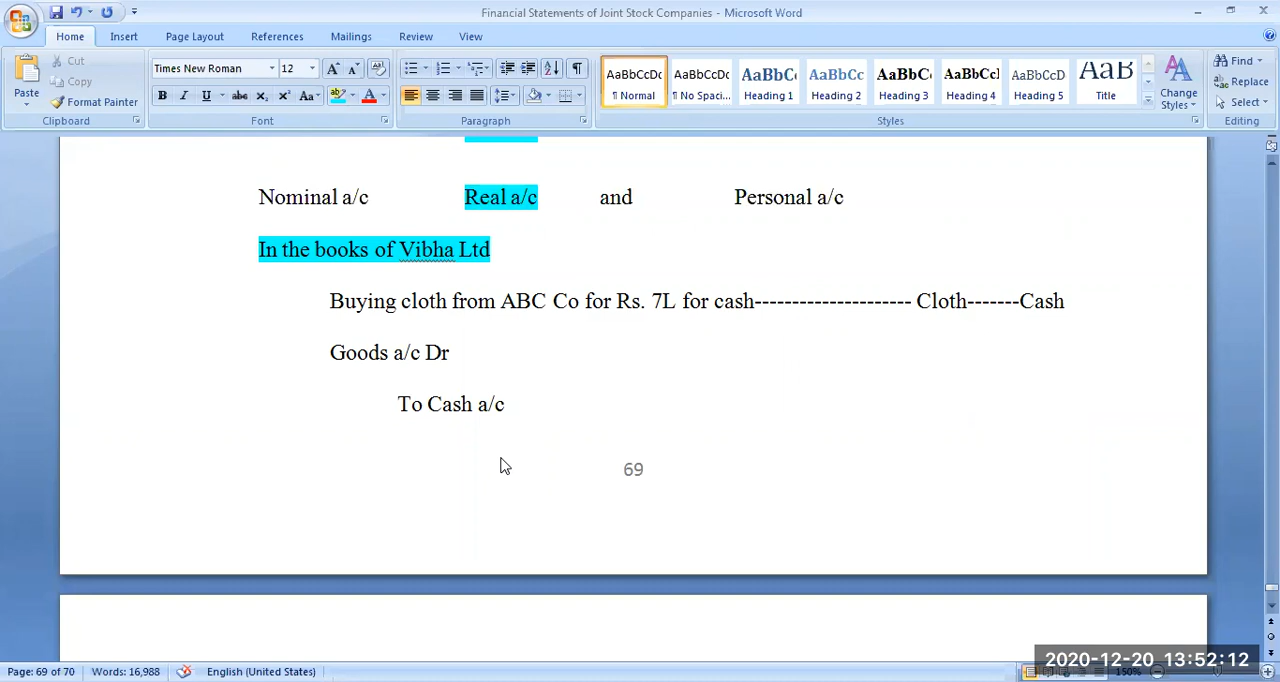 Financial Statements of Joint Stock Companies - Microsoft Word
Home Insert Page Layout References Mailings Review View
Paste
Cut
Copy
Format Painter
Clipboard
Times New Roman 12
B I U abc X₂ X² Aa
Font
Paragraph
AaBbCcDc AaBbCcDc AaBbC AaBbCc AaBbC AaBbCcI AaBbCcD AaB
¶ Normal ¶ No Spaci... Heading 1 Heading 2 Heading 3 Heading 4 Heading 5 Title
Change
Styles
Styles
Find
Replace
Select
Editing
Nominal a/c Real a/c and Personal a/c
In the books of Vibha Ltd
Buying cloth from ABC Co for Rs. 7L for cash--------------------- Cloth-------Cash
Goods a/c Dr
To Cash a/c
69
Page: 69 of 70 Words: 16,988 English (United States) 150%
2020-12-20 13:52:12